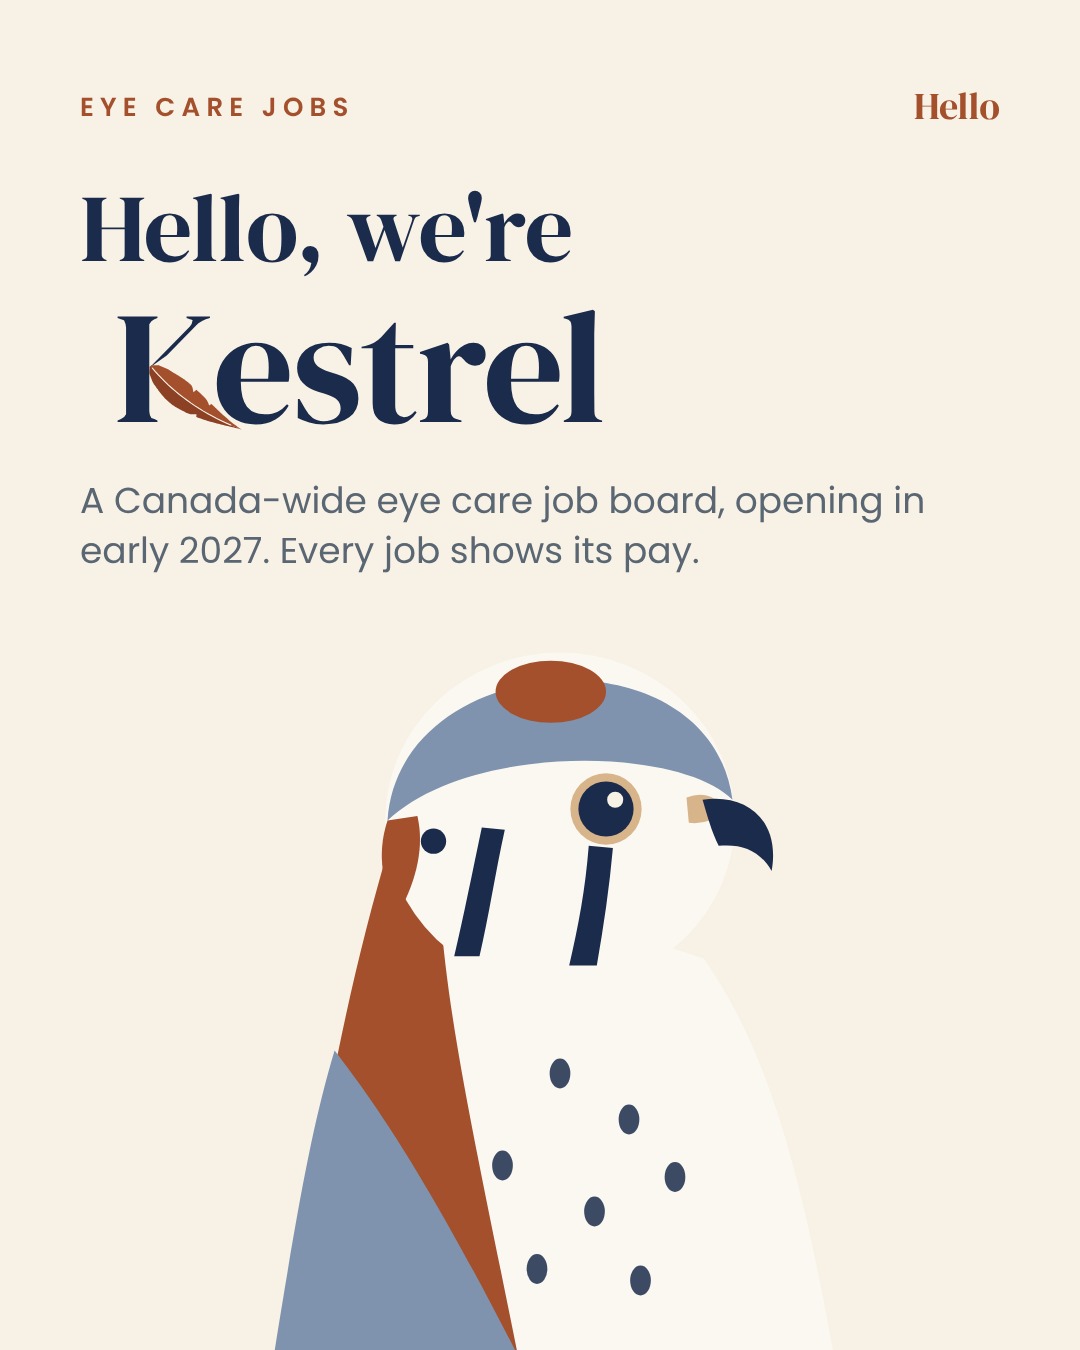 EYE CARE JOBS
Hello
Hello, we're
Kestrel
A Canada-wide eye care job board, opening in
early 2027. Every job shows its pay.